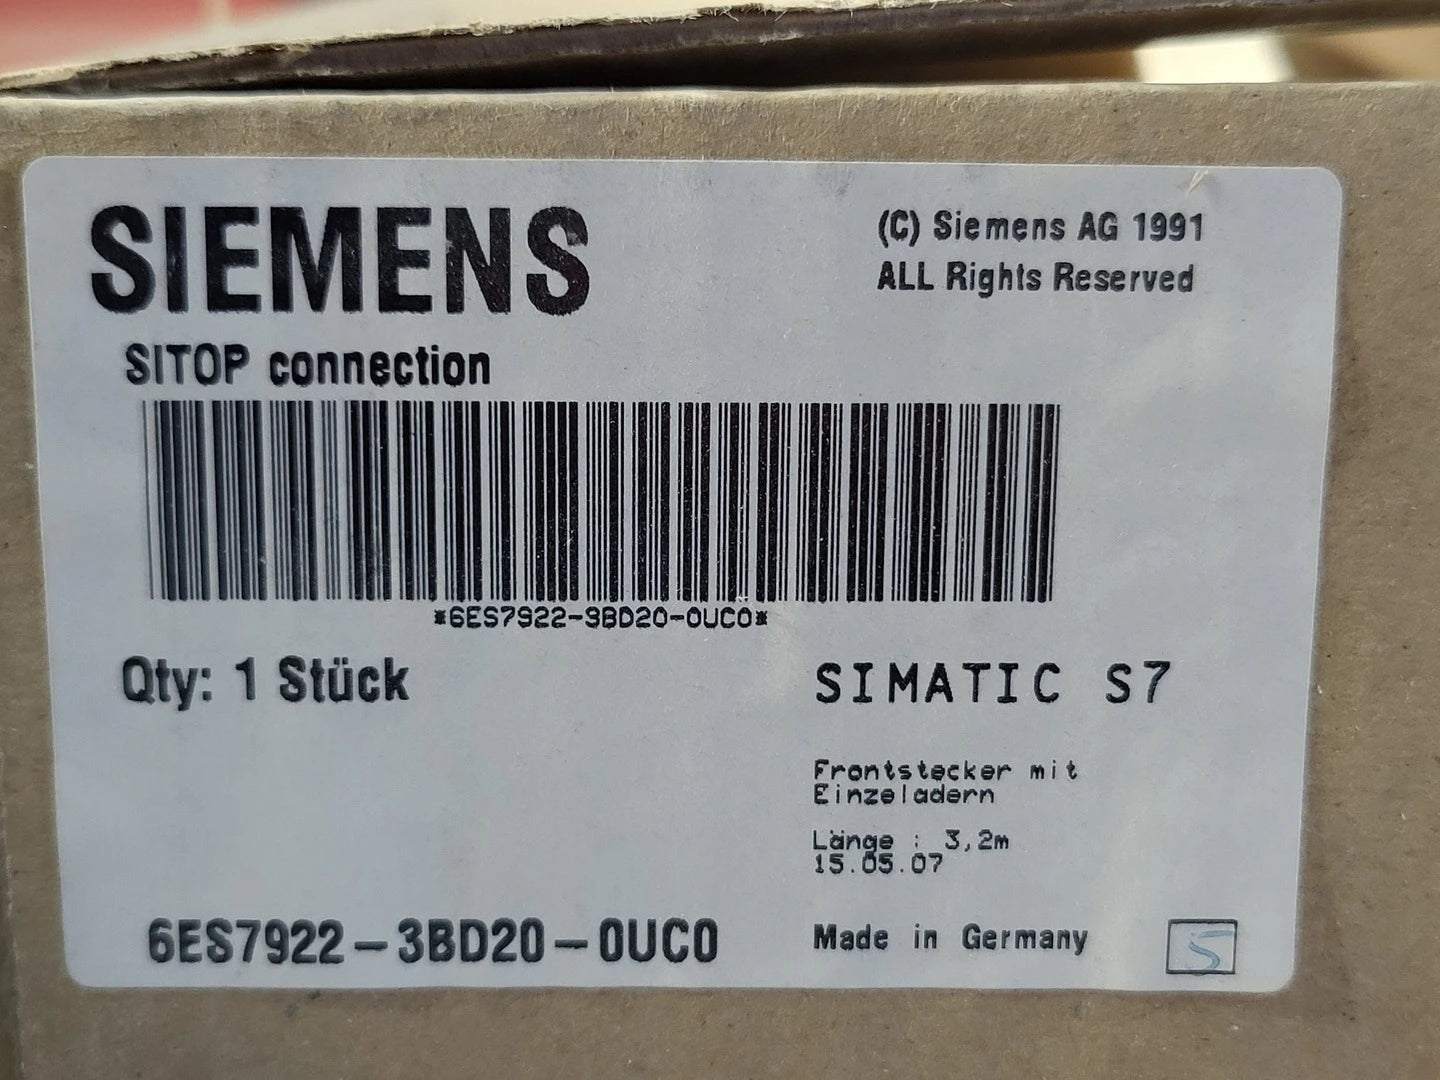 SIEMENS
(C) Siemens AG 1991
ALL Rights Reserved
SITOP connection
*6ES7922-3BD20-0UC0*
Qty: 1 Stück
SIMATIC S7
Frontstecker mit
Einzeladern
Länge : 3,2m
15.05.07
6ES7922-3BD20-0UC0
Made in Germany
S